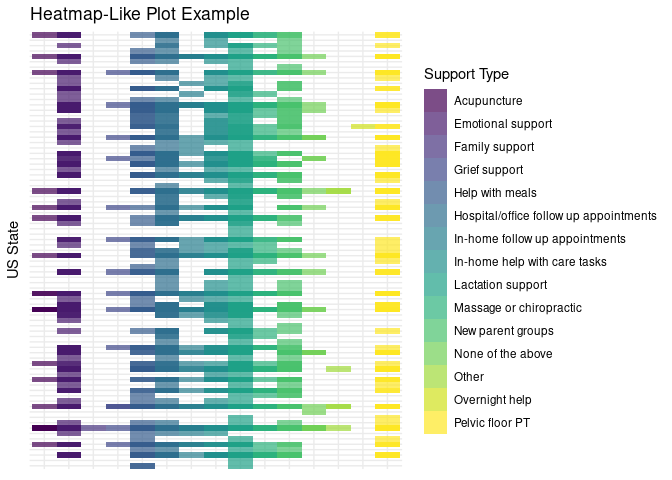 Heatmap-Like Plot Example
US State
Support Type
Acupuncture
Emotional support
Family support
Grief support
Help with meals
Hospital/office follow up appointments
In-home follow up appointments
In-home help with care tasks
Lactation support
Massage or chiropractic
New parent groups
None of the above
Other
Overnight help
Pelvic floor PT